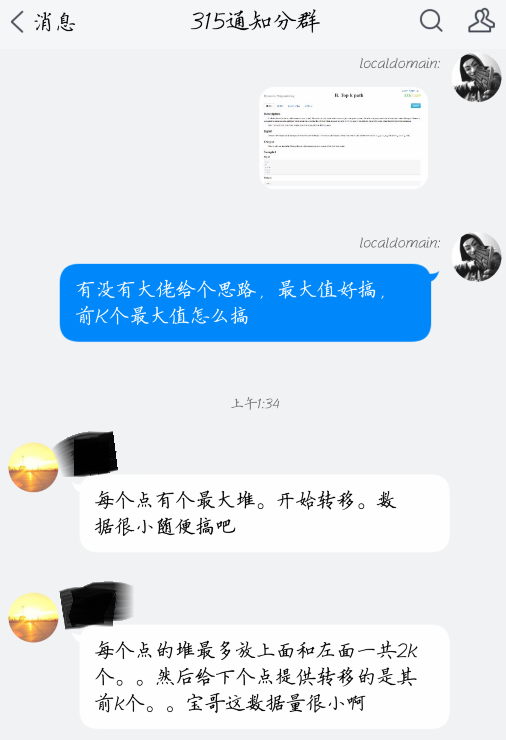 消息
315通知分群
localdomain:
H. Top k path
localdomain:
有没有大佬给个思路，最大值好搞，
前K个最大值怎么搞
上午1:34
每个点有个最大堆。开始转移。数
据很小随便搞吧
每个点的堆最多放上面和左面一共2K
个。。然后给下个点提供转移的是其
前K个。。宝哥这数据量很小啊